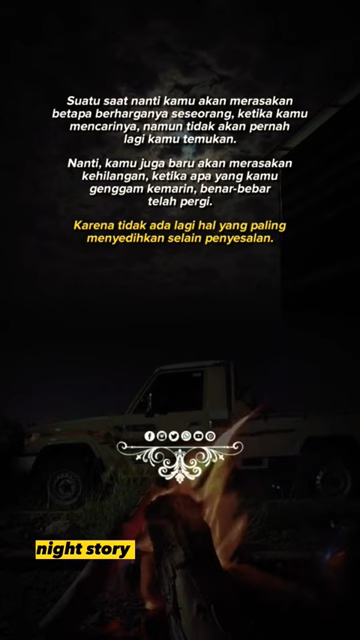 Suatu saat nanti kamu akan merasakan
betapa berharganya seseorang, ketika kamu
mencarinya, namun tidak akan pernah
lagi kamu temukan.
Nanti, kamu juga baru akan merasakan
kehilangan, ketika apa yang kamu
genggam kemarin, benar-bebar
telah pergi.
Karena tidak ada lagi hal yang paling
menyedihkan selain penyesalan.
night story